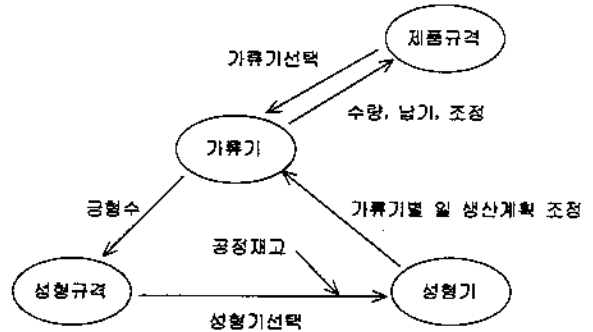 제품규격
가류기선택
수량, 납기, 조정
가류기
금형수
가류기별 일 생산계획 조정
공정재고
성형규격
성형기
성형기선택